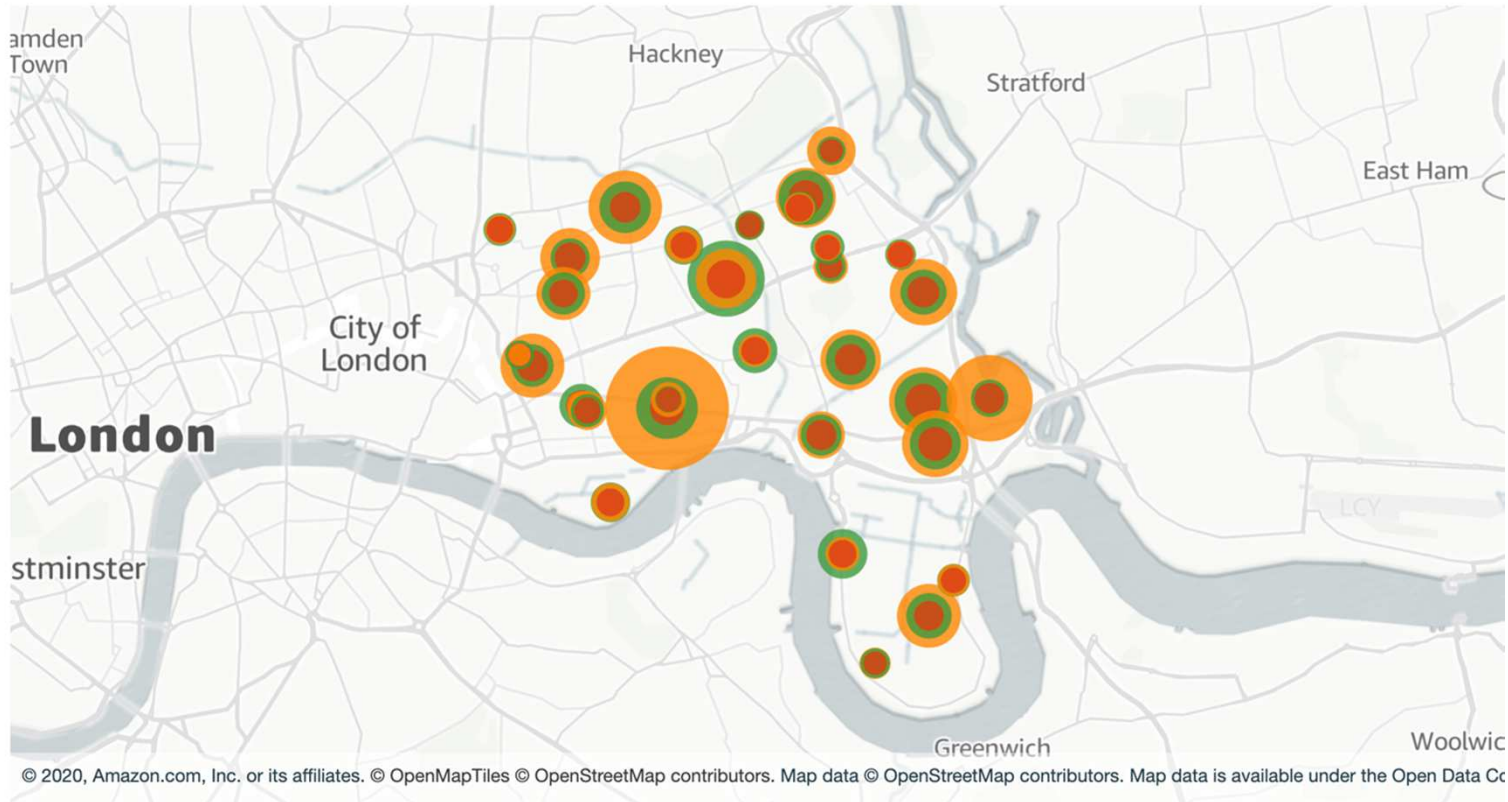 amden
Town
Hackney
Stratford
East Ham
City of
London
London
LCY
stminster
Greenwich
Woolwic
© 2020, Amazon.com, Inc. or its affiliates. © OpenMapTiles © OpenStreetMap contributors. Map data © OpenStreetMap contributors. Map data is available under the Open Data Co